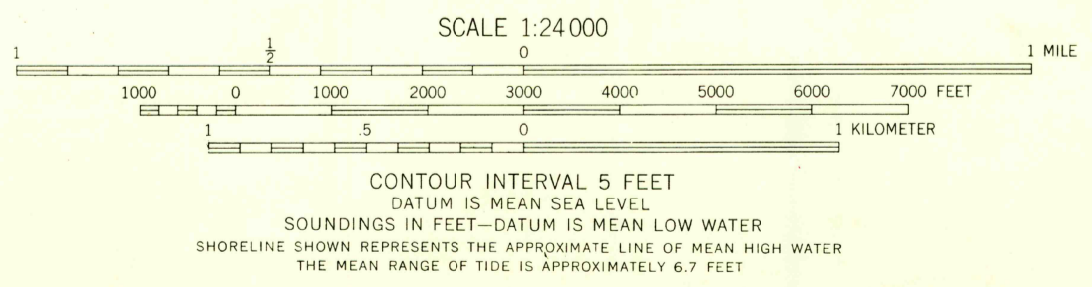 SCALE 1:24 000
1 1/2 0 1 MILE
1000 0 1000 2000 3000 4000 5000 6000 7000 FEET
1 .5 0 1 KILOMETER
CONTOUR INTERVAL 5 FEET
DATUM IS MEAN SEA LEVEL
SOUNDINGS IN FEET—DATUM IS MEAN LOW WATER
SHORELINE SHOWN REPRESENTS THE APPROXIMATE LINE OF MEAN HIGH WATER
THE MEAN RANGE OF TIDE IS APPROXIMATELY 6.7 FEET